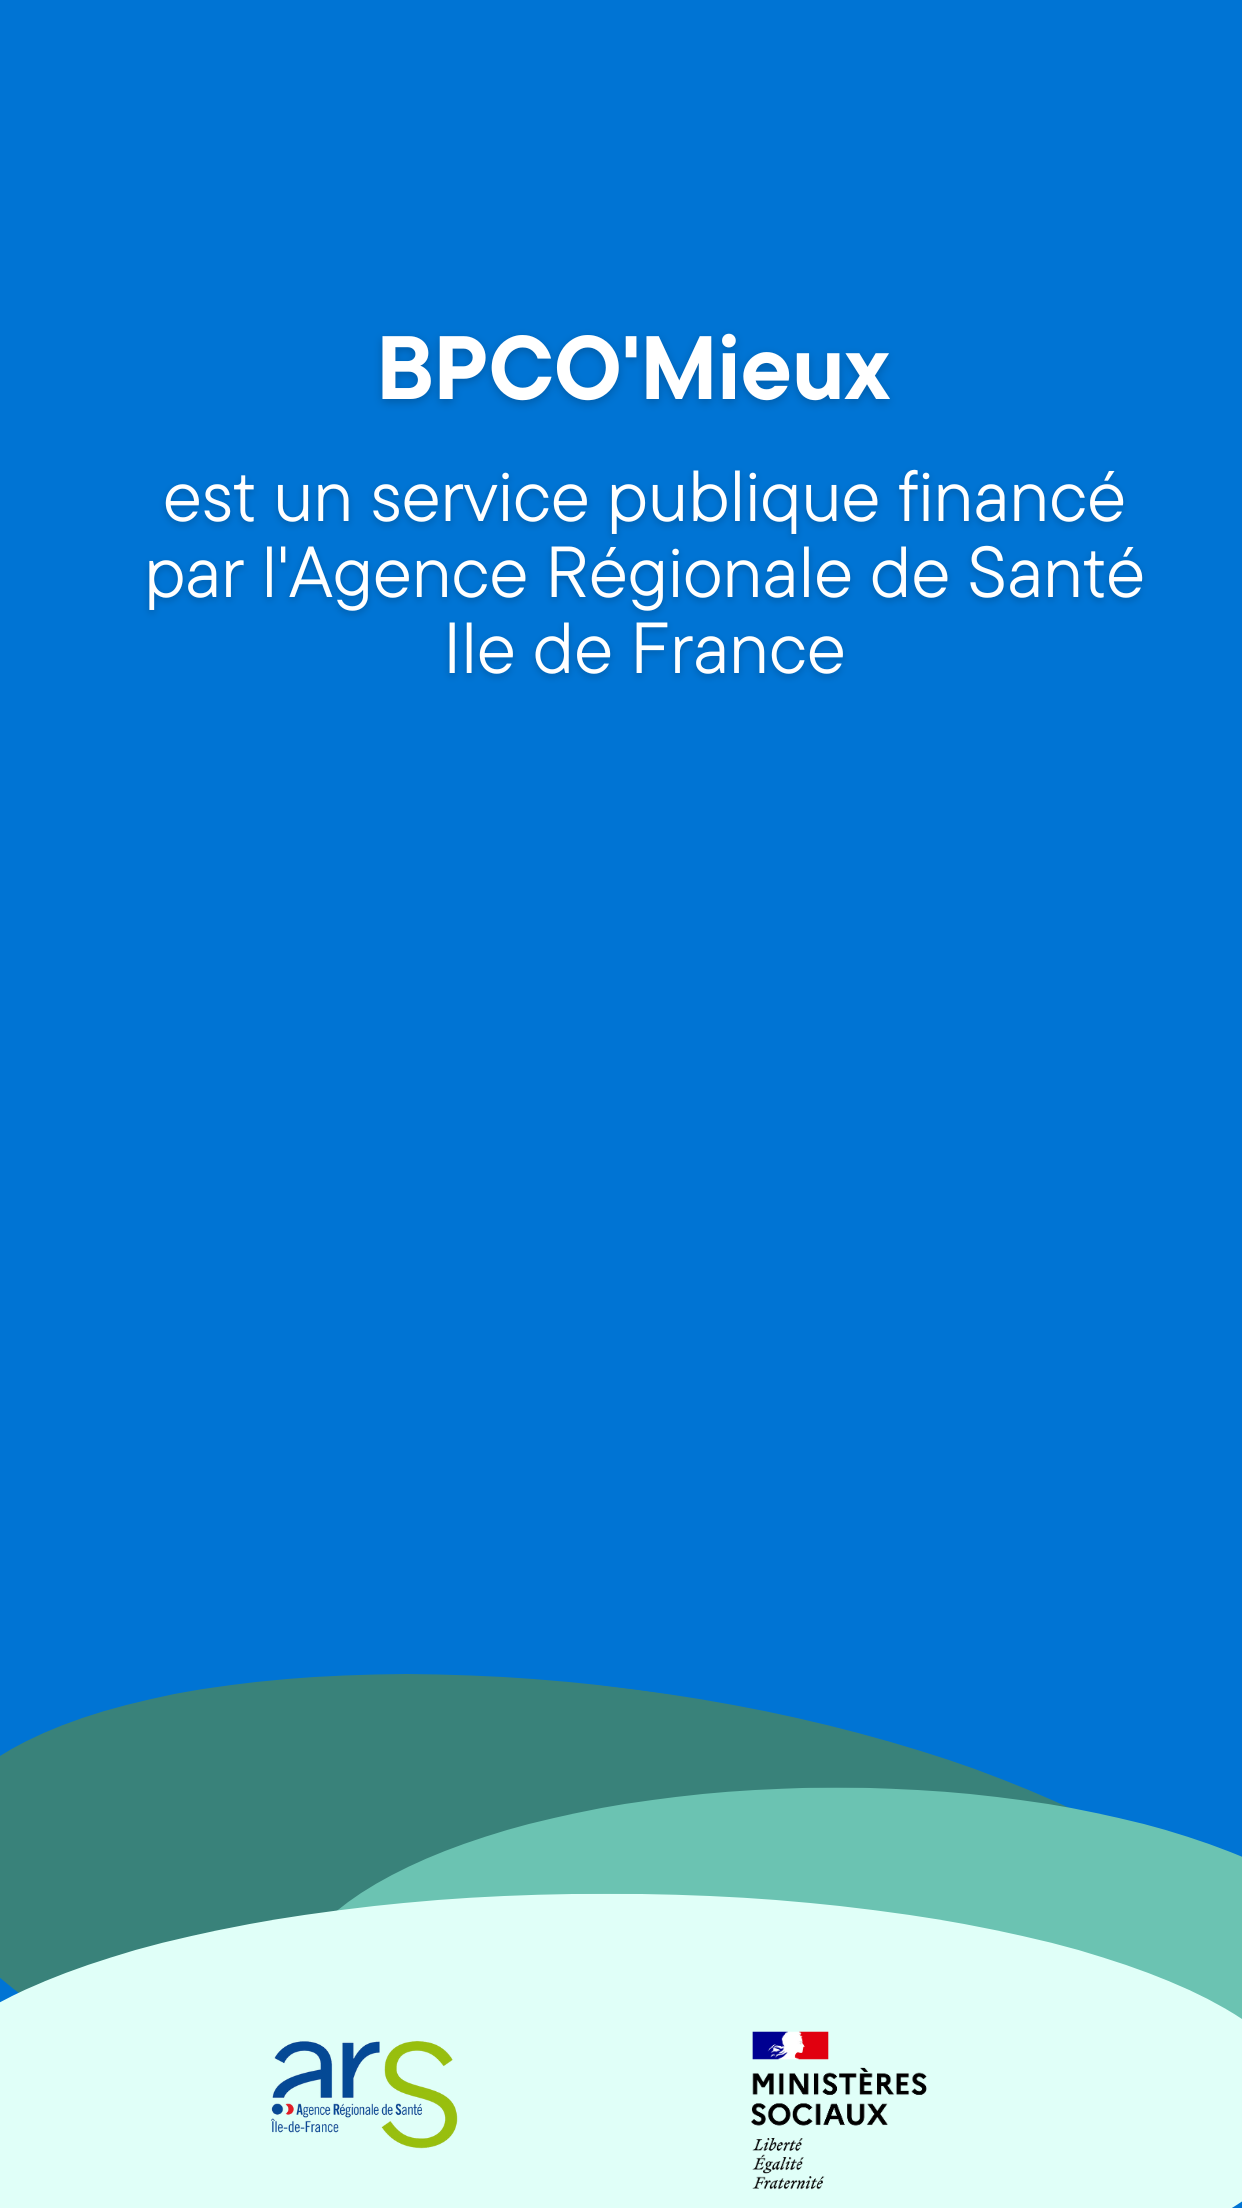 BPCO'Mieux
est un service publique financé
par l'Agence Régionale de Santé
Ile de France
ars
Agence Régionale de Santé
Île-de-France
MINISTÈRES
SOCIAUX
Liberté
Égalité
Fraternité